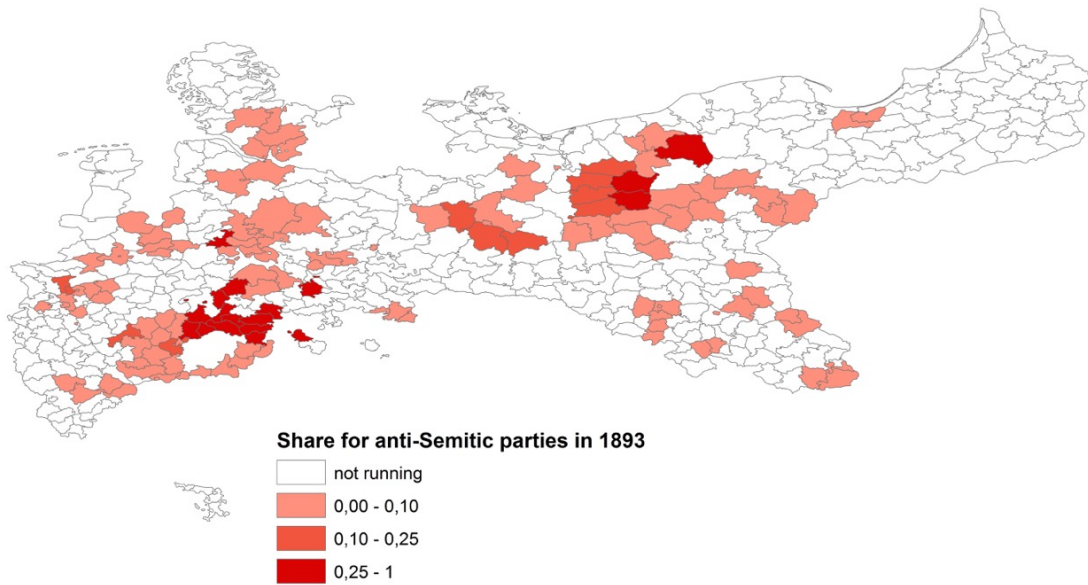 Share for anti-Semitic parties in 1893
not running
0,00 - 0,10
0,10 - 0,25
0,25 - 1